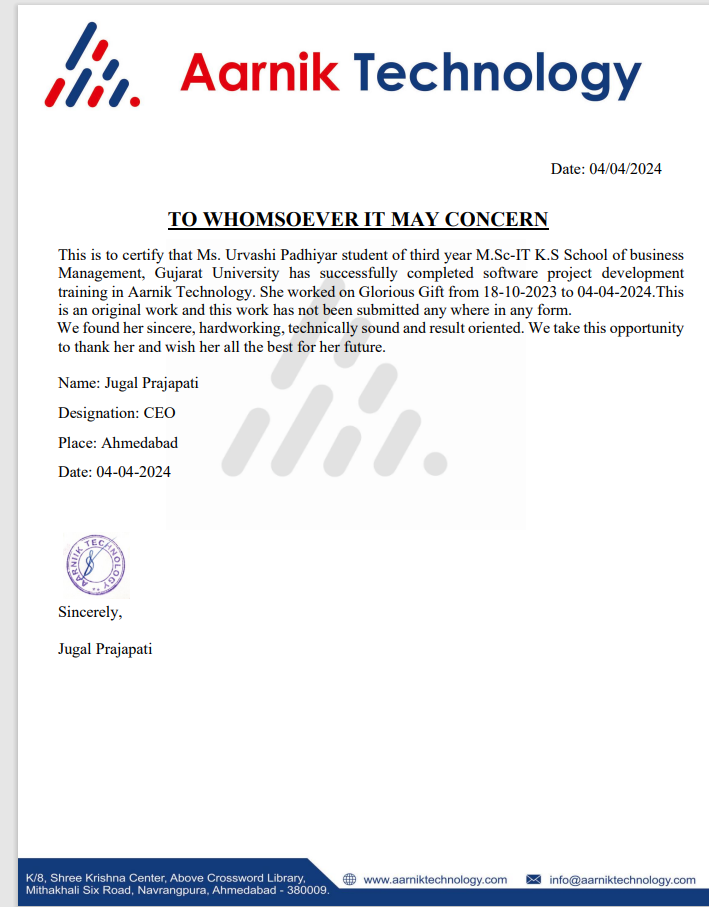 Aarnik Technology
Date: 04/04/2024
TO WHOMSOEVER IT MAY CONCERN
This is to certify that Ms. Urvashi Padhiyar student of third year M.Sc-IT K.S School of business
Management, Gujarat University has successfully completed software project development
training in Aarnik Technology. She worked on Glorious Gift from 18-10-2023 to 04-04-2024.This
is an original work and this work has not been submitted any where in any form.
We found her sincere, hardworking, technically sound and result oriented. We take this opportunity
to thank her and wish her all the best for her future.
Name: Jugal Prajapati
Designation: CEO
Place: Ahmedabad
Date: 04-04-2024
AARNIK TECHNOLOGY
Sincerely,
Jugal Prajapati
K/8, Shree Krishna Center, Above Crossword Library,
Mithakhali Six Road, Navrangpura, Ahmedabad - 380009.
www.aarniktechnology.com
info@aarniktechnology.com